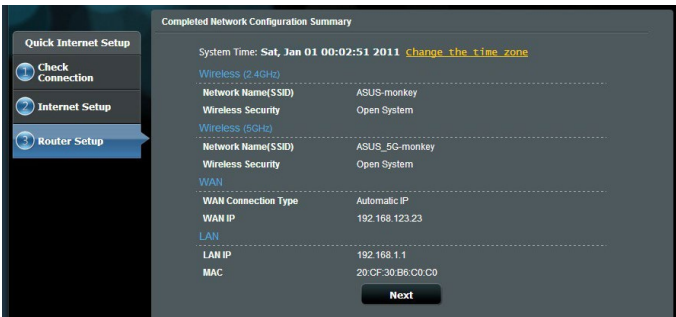 Completed Network Configuration Summary
Quick Internet Setup
1 Check
Connection
2 Internet Setup
3 Router Setup
System Time: Sat, Jan 01 00:02:51 2011 Change the time zone
Wireless (2.4GHz)
Network Name(SSID) ASUS-monkey
Wireless Security Open System
Wireless (5GHz)
Network Name(SSID) ASUS_5G-monkey
Wireless Security Open System
WAN
WAN Connection Type Automatic IP
WAN IP 192.168.123.23
LAN
LAN IP 192.168.1.1
MAC 20:CF:30:B6:C0:C0
Next